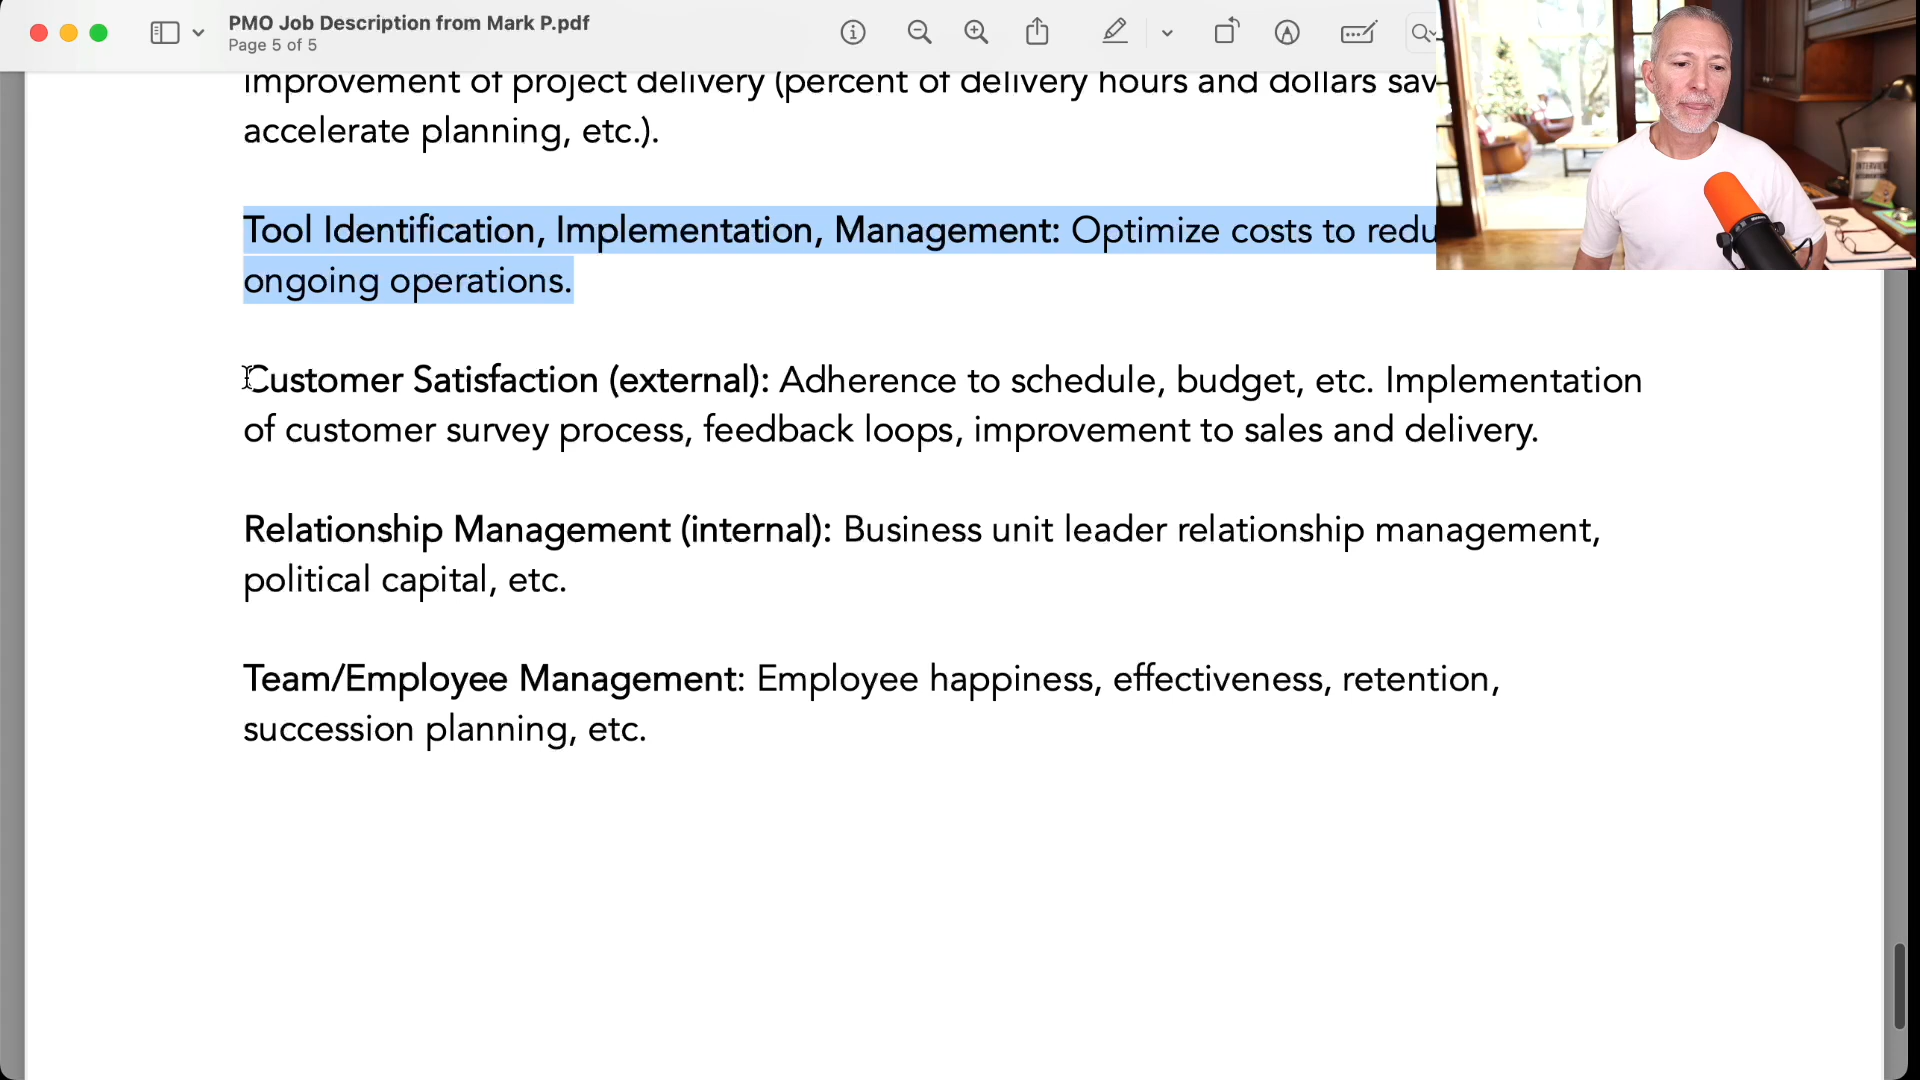 PMO Job Description from Mark P.pdf
Page 5 of 5
improvement of project delivery (percent of delivery hours and dollars
accelerate planning, etc.).
Tool Identification, Implementation, Management: Optimize costs to
ongoing operations.
Customer Satisfaction (external): Adherence to schedule, budget, etc. Implementation
of customer survey process, feedback loops, improvement to sales and delivery.
Relationship Management (internal): Business unit leader relationship management,
political capital, etc.
Team/Employee Management: Employee happiness, effectiveness, retention,
succession planning, etc.